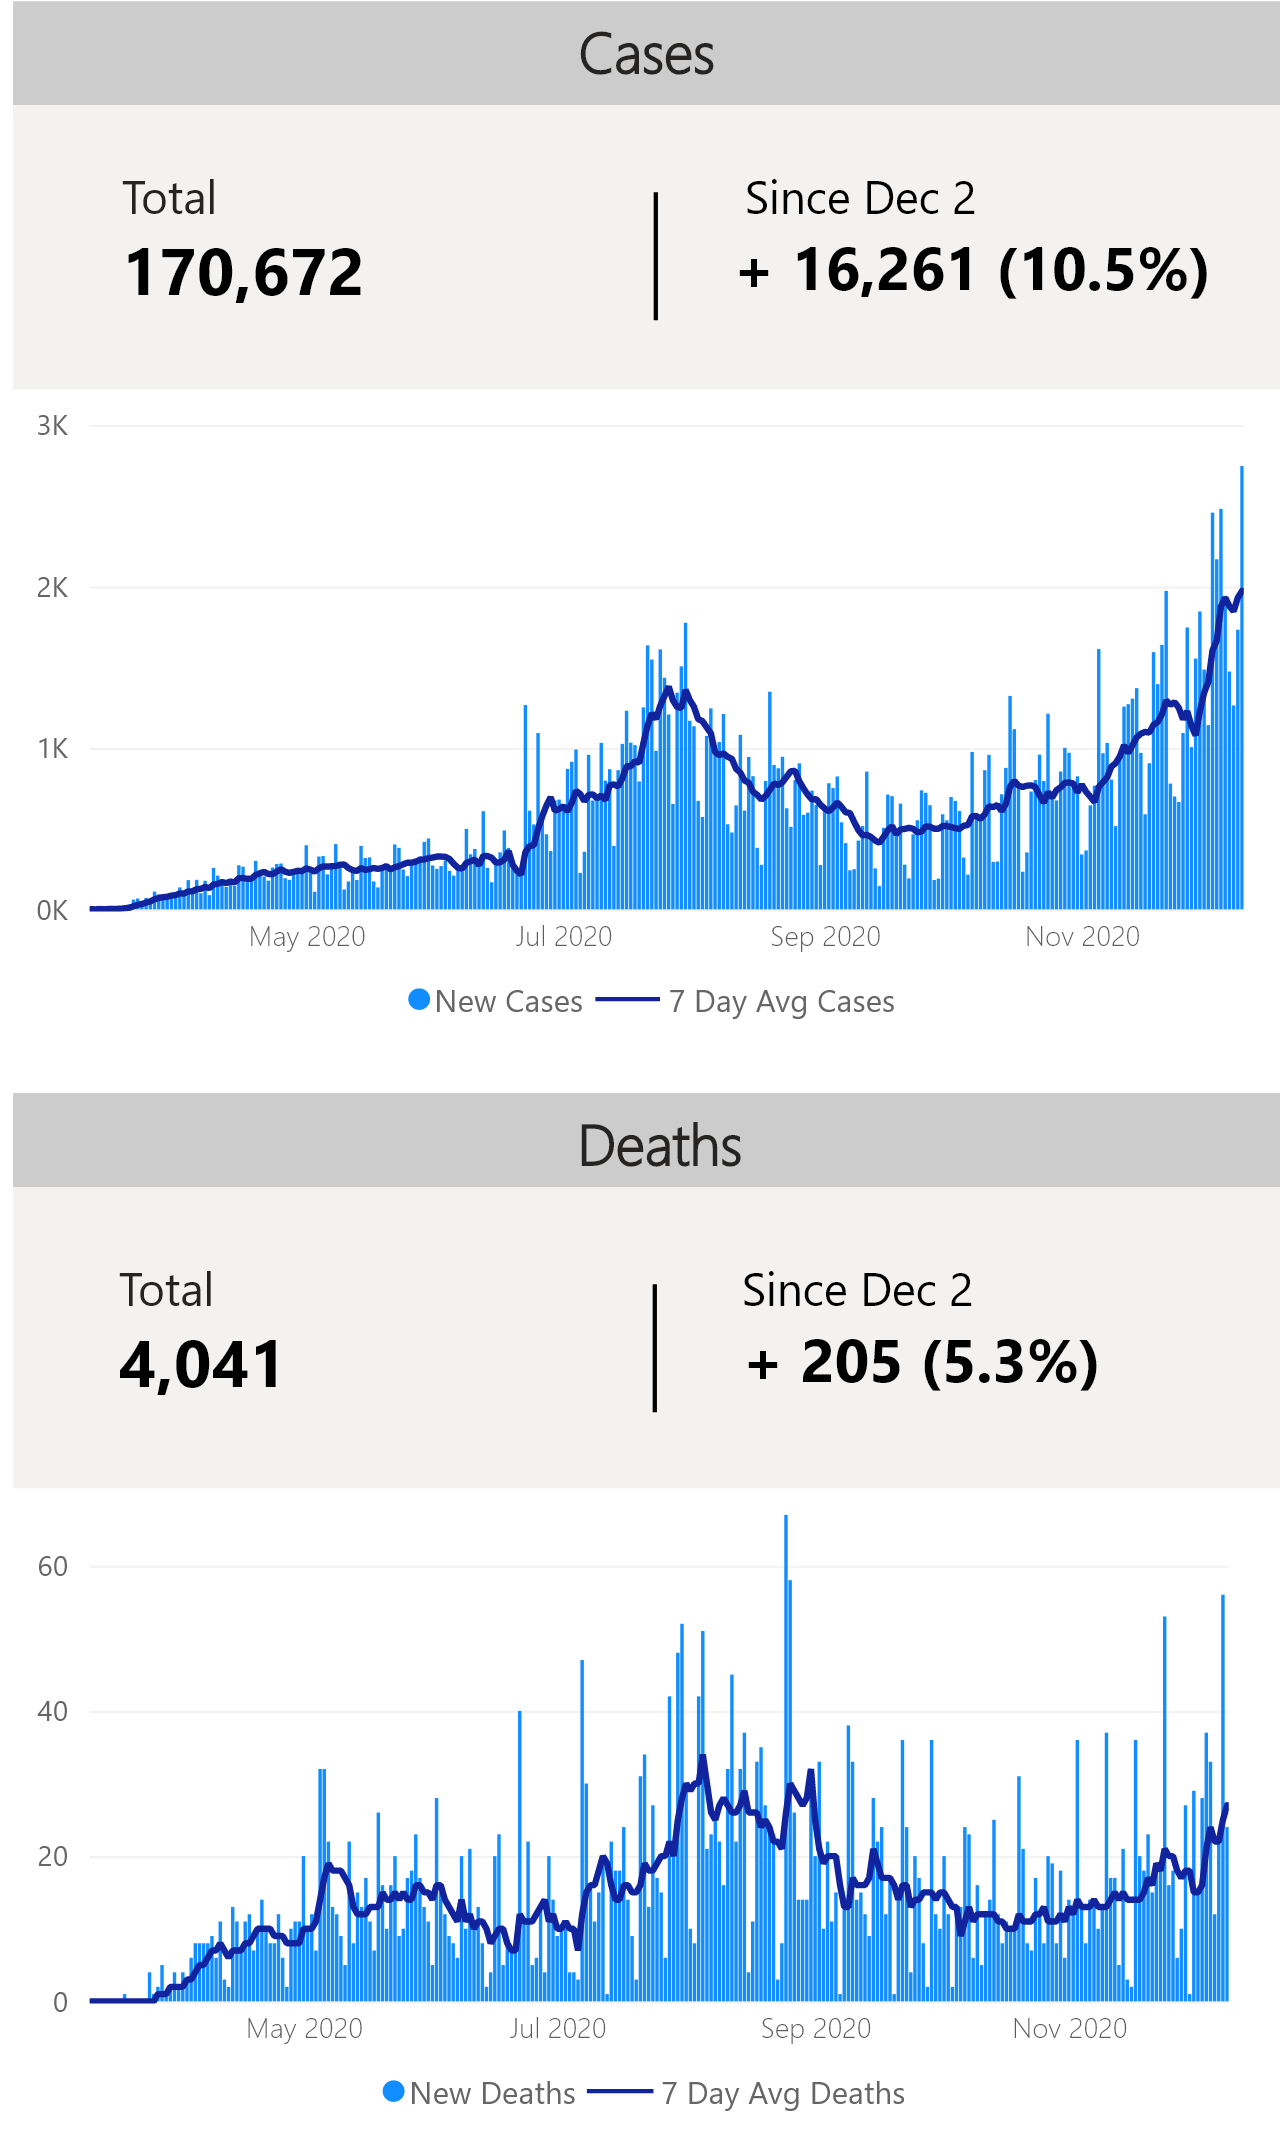 Cases
Total
170,672
Since Dec 2
+ 16,261 (10.5%)
3K
2K
1K
0K
May 2020 Jul 2020 Sep 2020 Nov 2020
New Cases 7 Day Avg Cases
Deaths
Total
4,041
Since Dec 2
+ 205 (5.3%)
60
40
20
0
May 2020 Jul 2020 Sep 2020 Nov 2020
New Deaths 7 Day Avg Deaths